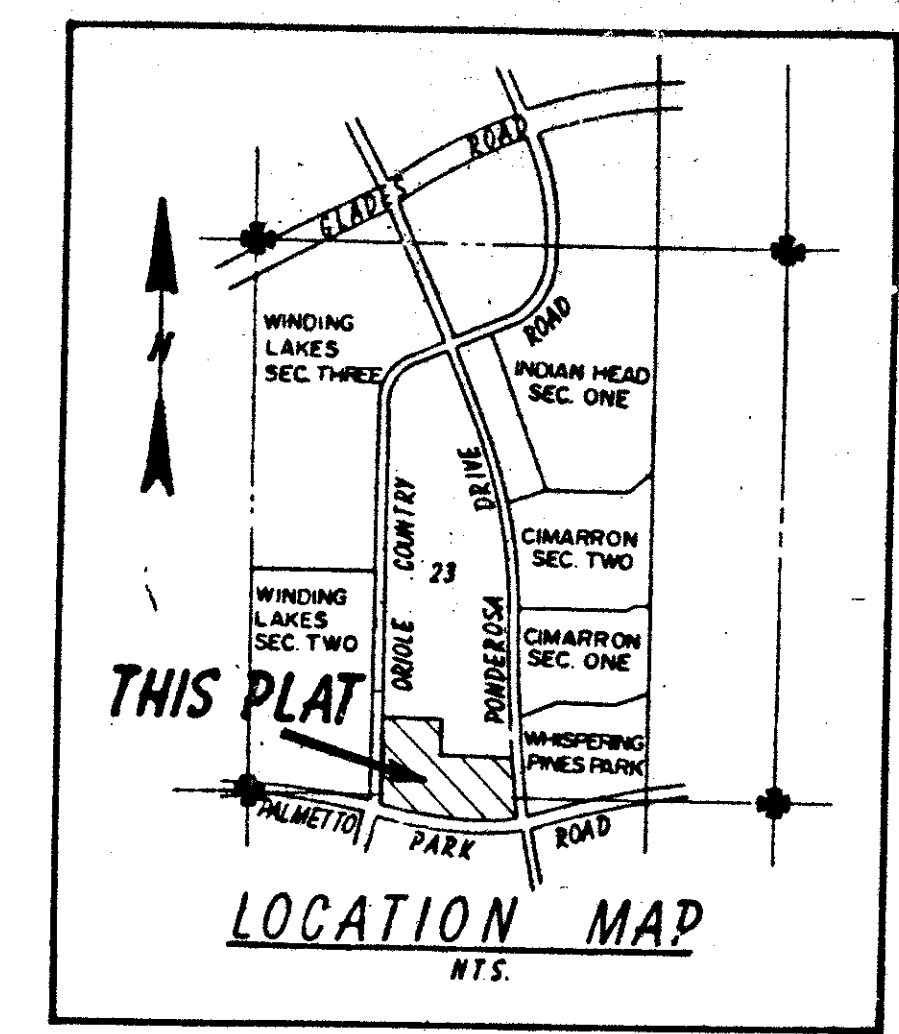 GLADES ROAD
N
WINDING
LAKES
SEC. THREE
ROAD
INDIAN HEAD
SEC. ONE
ORIOLE COUNTRY
PONDEROSA DRIVE
23
CIMARRON
SEC. TWO
WINDING
LAKES
SEC. TWO
CIMARRON
SEC. ONE
THIS PLAT
WHISPERING
PINES PARK
PALMETTO PARK ROAD
LOCATION MAP
N.T.S.